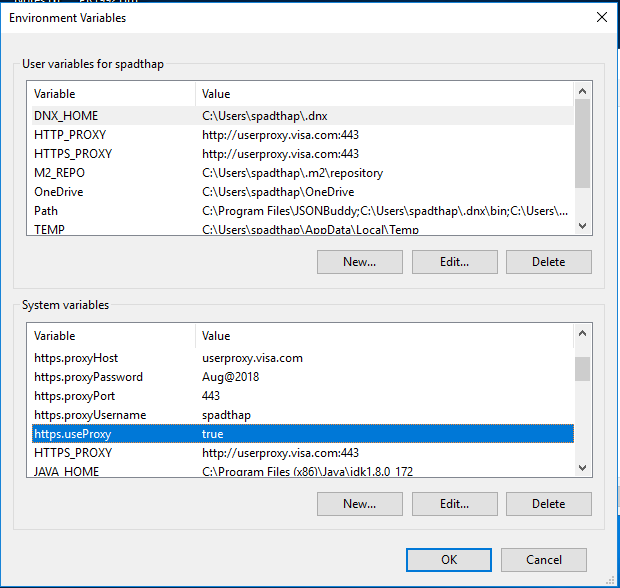 Environment Variables
User variables for spadthap
Variable Value
DNX_HOME C:\Users\spadthap\.dnx
HTTP_PROXY http://userproxy.visa.com:443
HTTPS_PROXY http://userproxy.visa.com:443
M2_REPO C:\Users\spadthap\.m2\repository
OneDrive C:\Users\spadthap\OneDrive
Path C:\Program Files\JSONBuddy;C:\Users\spadthap\.dnx\bin;C:\Users\...
TEMP C:\Users\spadthap\AppData\Local\Temp
New... Edit... Delete
System variables
Variable Value
https.proxyHost userproxy.visa.com
https.proxyPassword Aug@2018
https.proxyPort 443
https.proxyUsername spadthap
https.useProxy true
HTTPS_PROXY http://userproxy.visa.com:443
JAVA_HOME C:\Program Files (x86)\Java\jdk1.8.0_172
New... Edit... Delete
OK Cancel